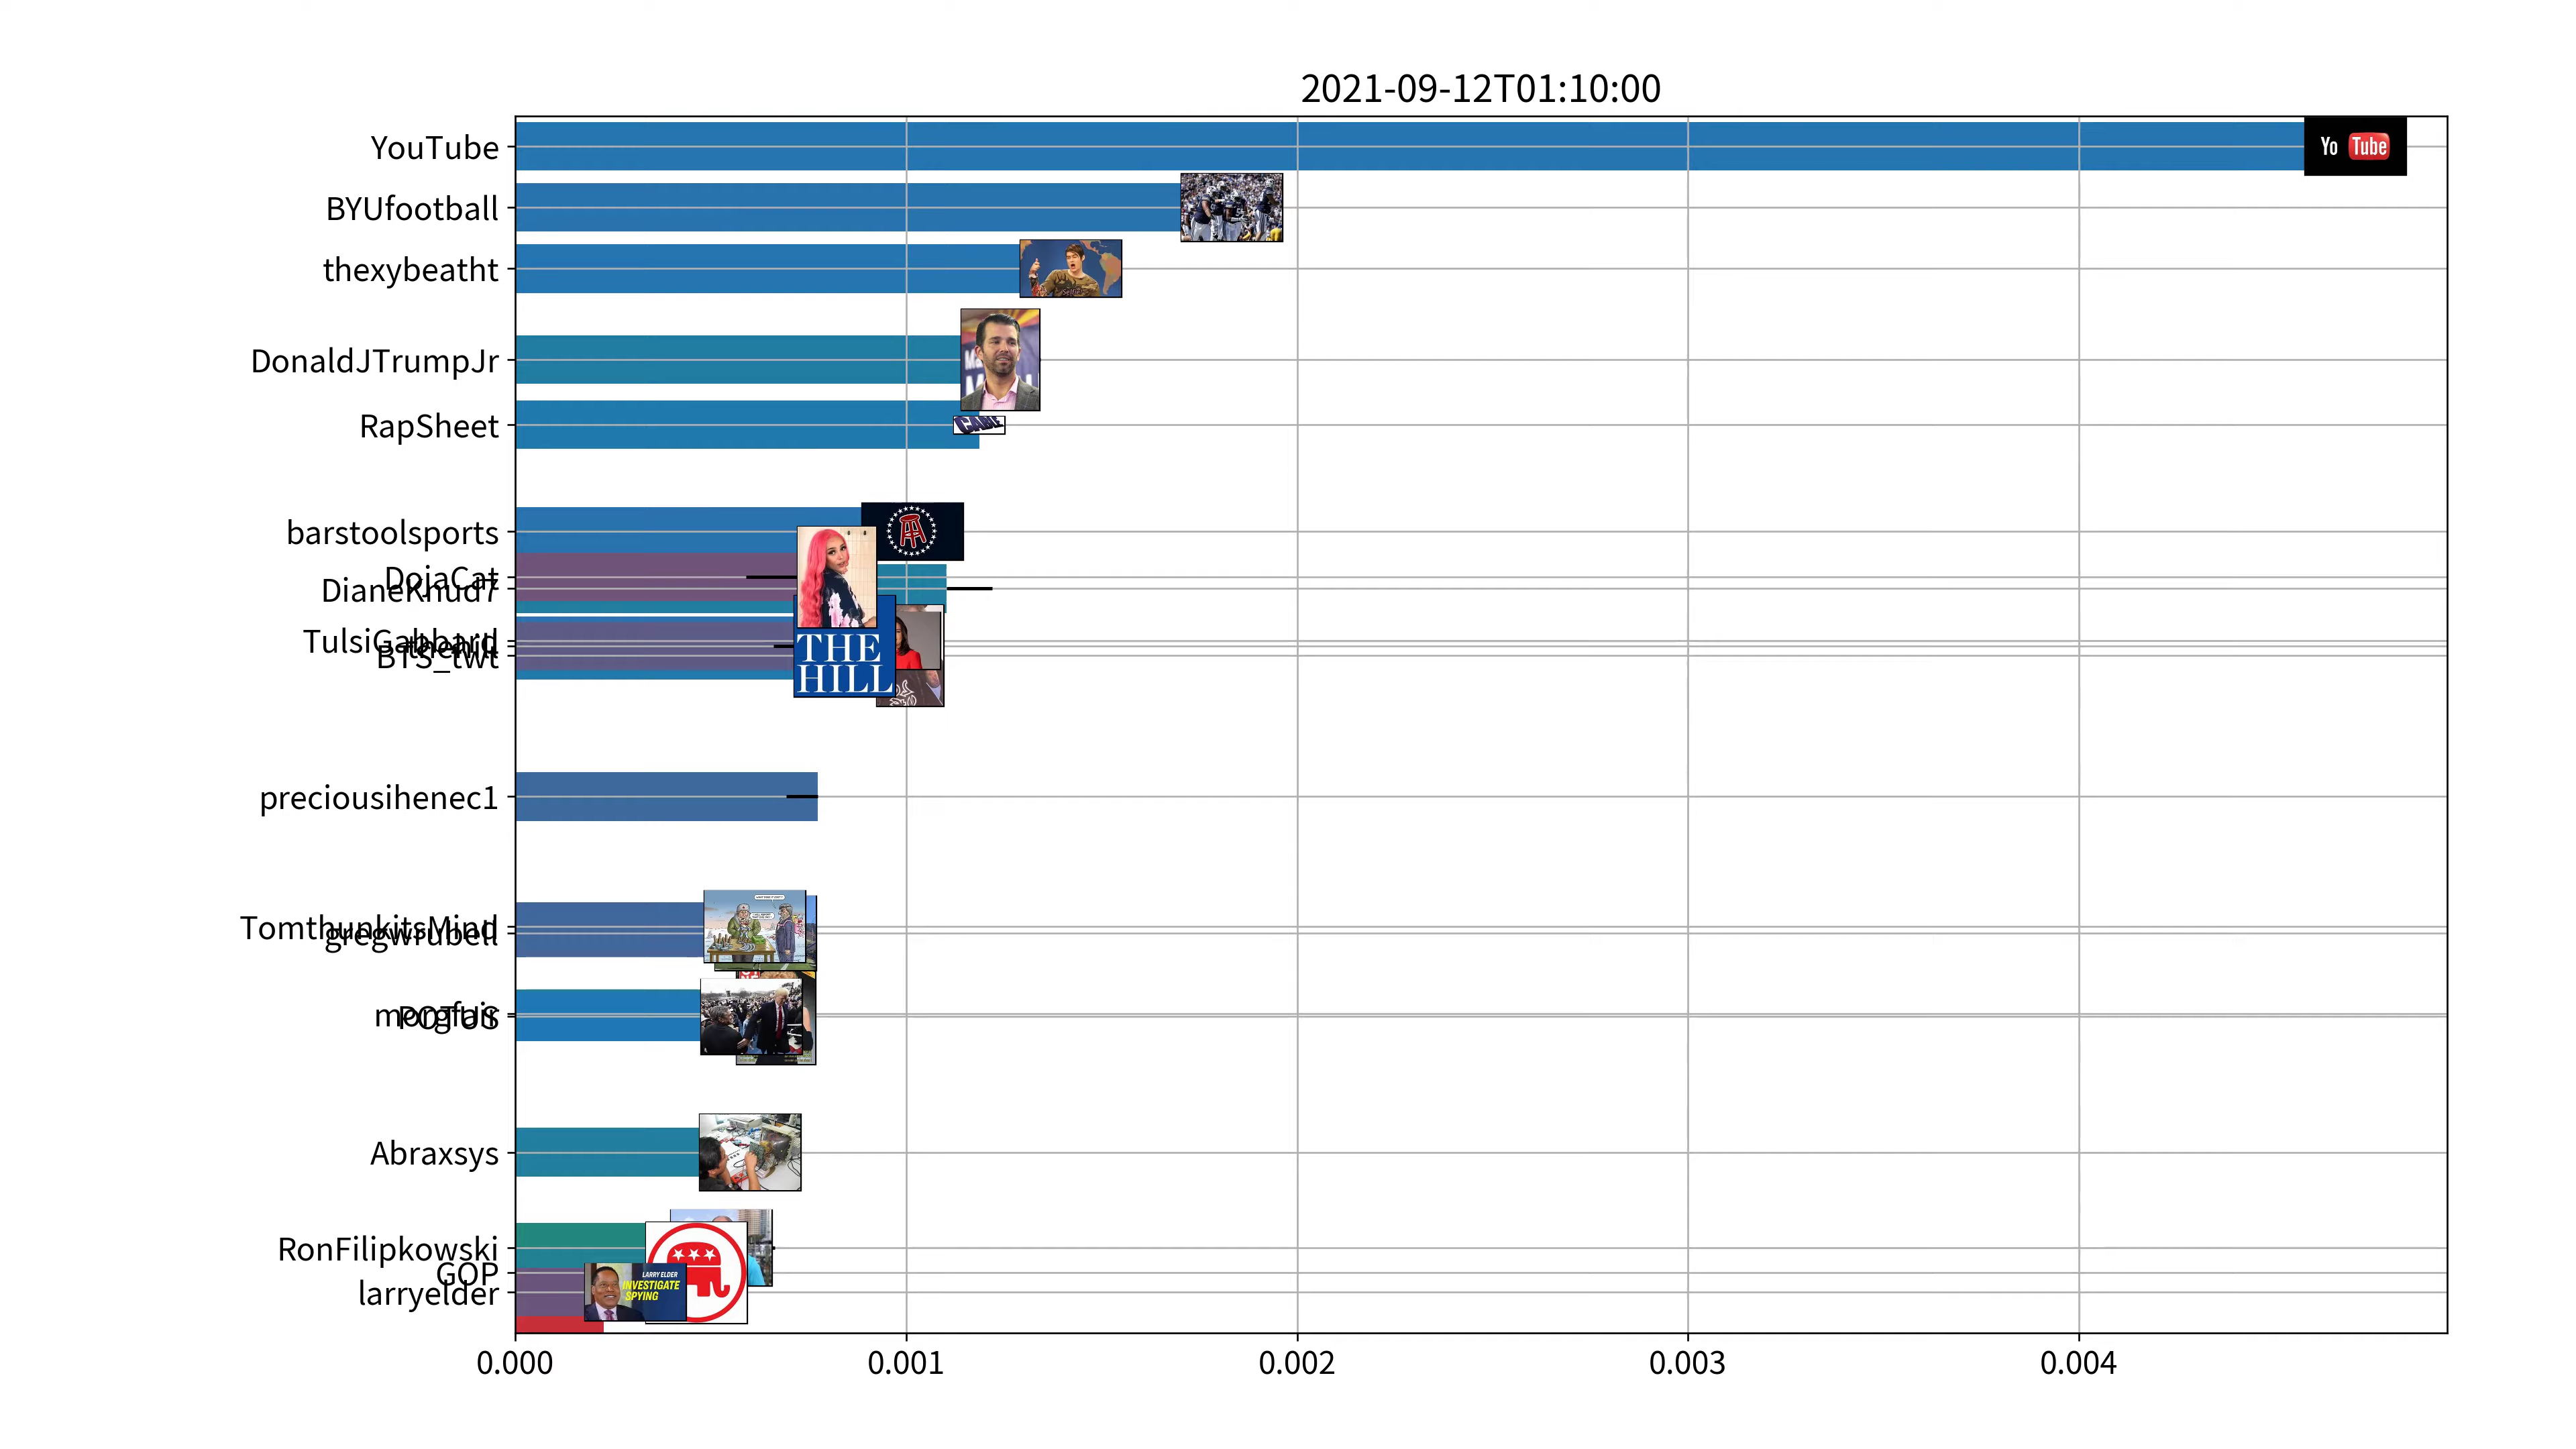 2021-09-12T01:10:00
YouTube
Yo Tube
BYUfootball
thexybeatht
DonaldJTrumpJr
RapSheet
barstoolsports
DojaCat
DianeKnud7
TulsiGabbard
thehill
BTS_twt
THE
HILL
preciousihenec1
TomthunkitsMind
gregwrubell
morgfair
POTUS
Abraxsys
RonFilipkowski
GOP
larryelder
LARRY ELDER
INVESTIGATE
SPYING
0.000
0.001
0.002
0.003
0.004